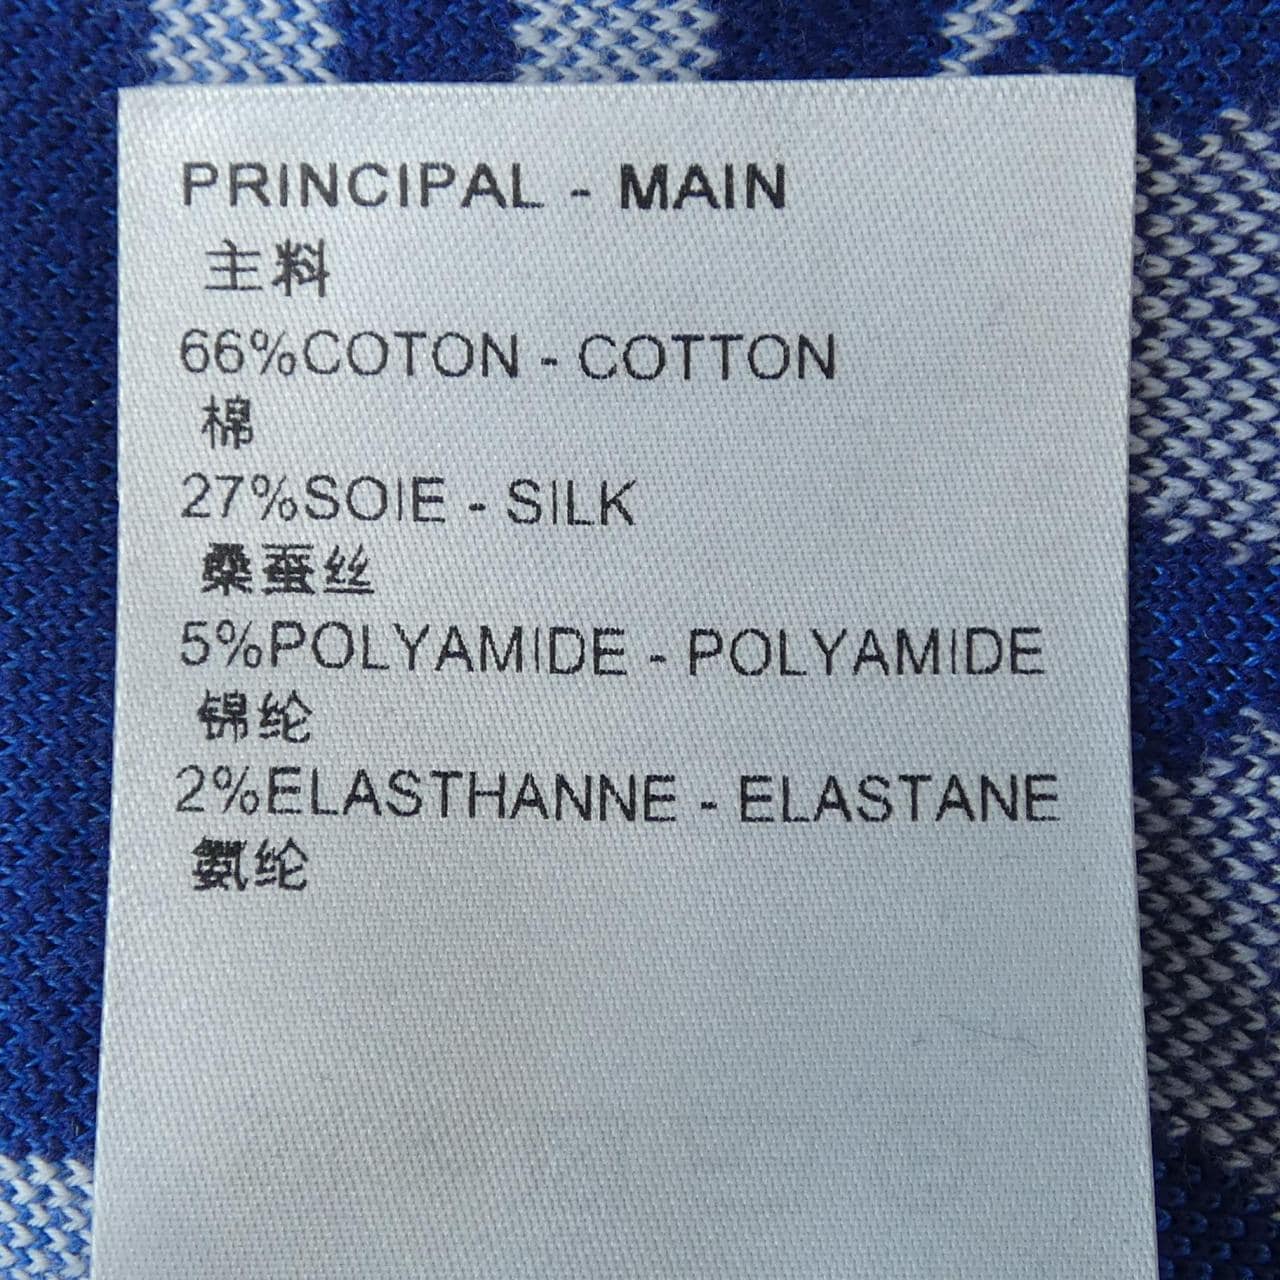 PRINCIPAL - MAIN
主料
66%COTON - COTTON
棉
27%SOIE - SILK
桑蚕丝
5%POLYAMIDE - POLYAMIDE
锦纶
2%ELASTHANNE - ELASTANE
氨纶